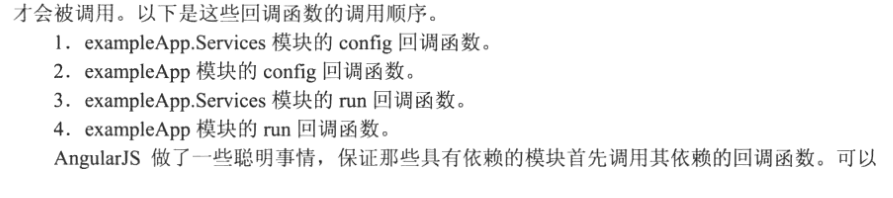 才会被调用。以下是这些回调函数的调用顺序。
1．exampleApp.Services 模块的 config 回调函数。
2．exampleApp 模块的 config 回调函数。
3．exampleApp.Services 模块的 run 回调函数。
4．exampleApp 模块的 run 回调函数。
AngularJS 做了一些聪明事情，保证那些具有依赖的模块首先调用其依赖的回调函数。可以